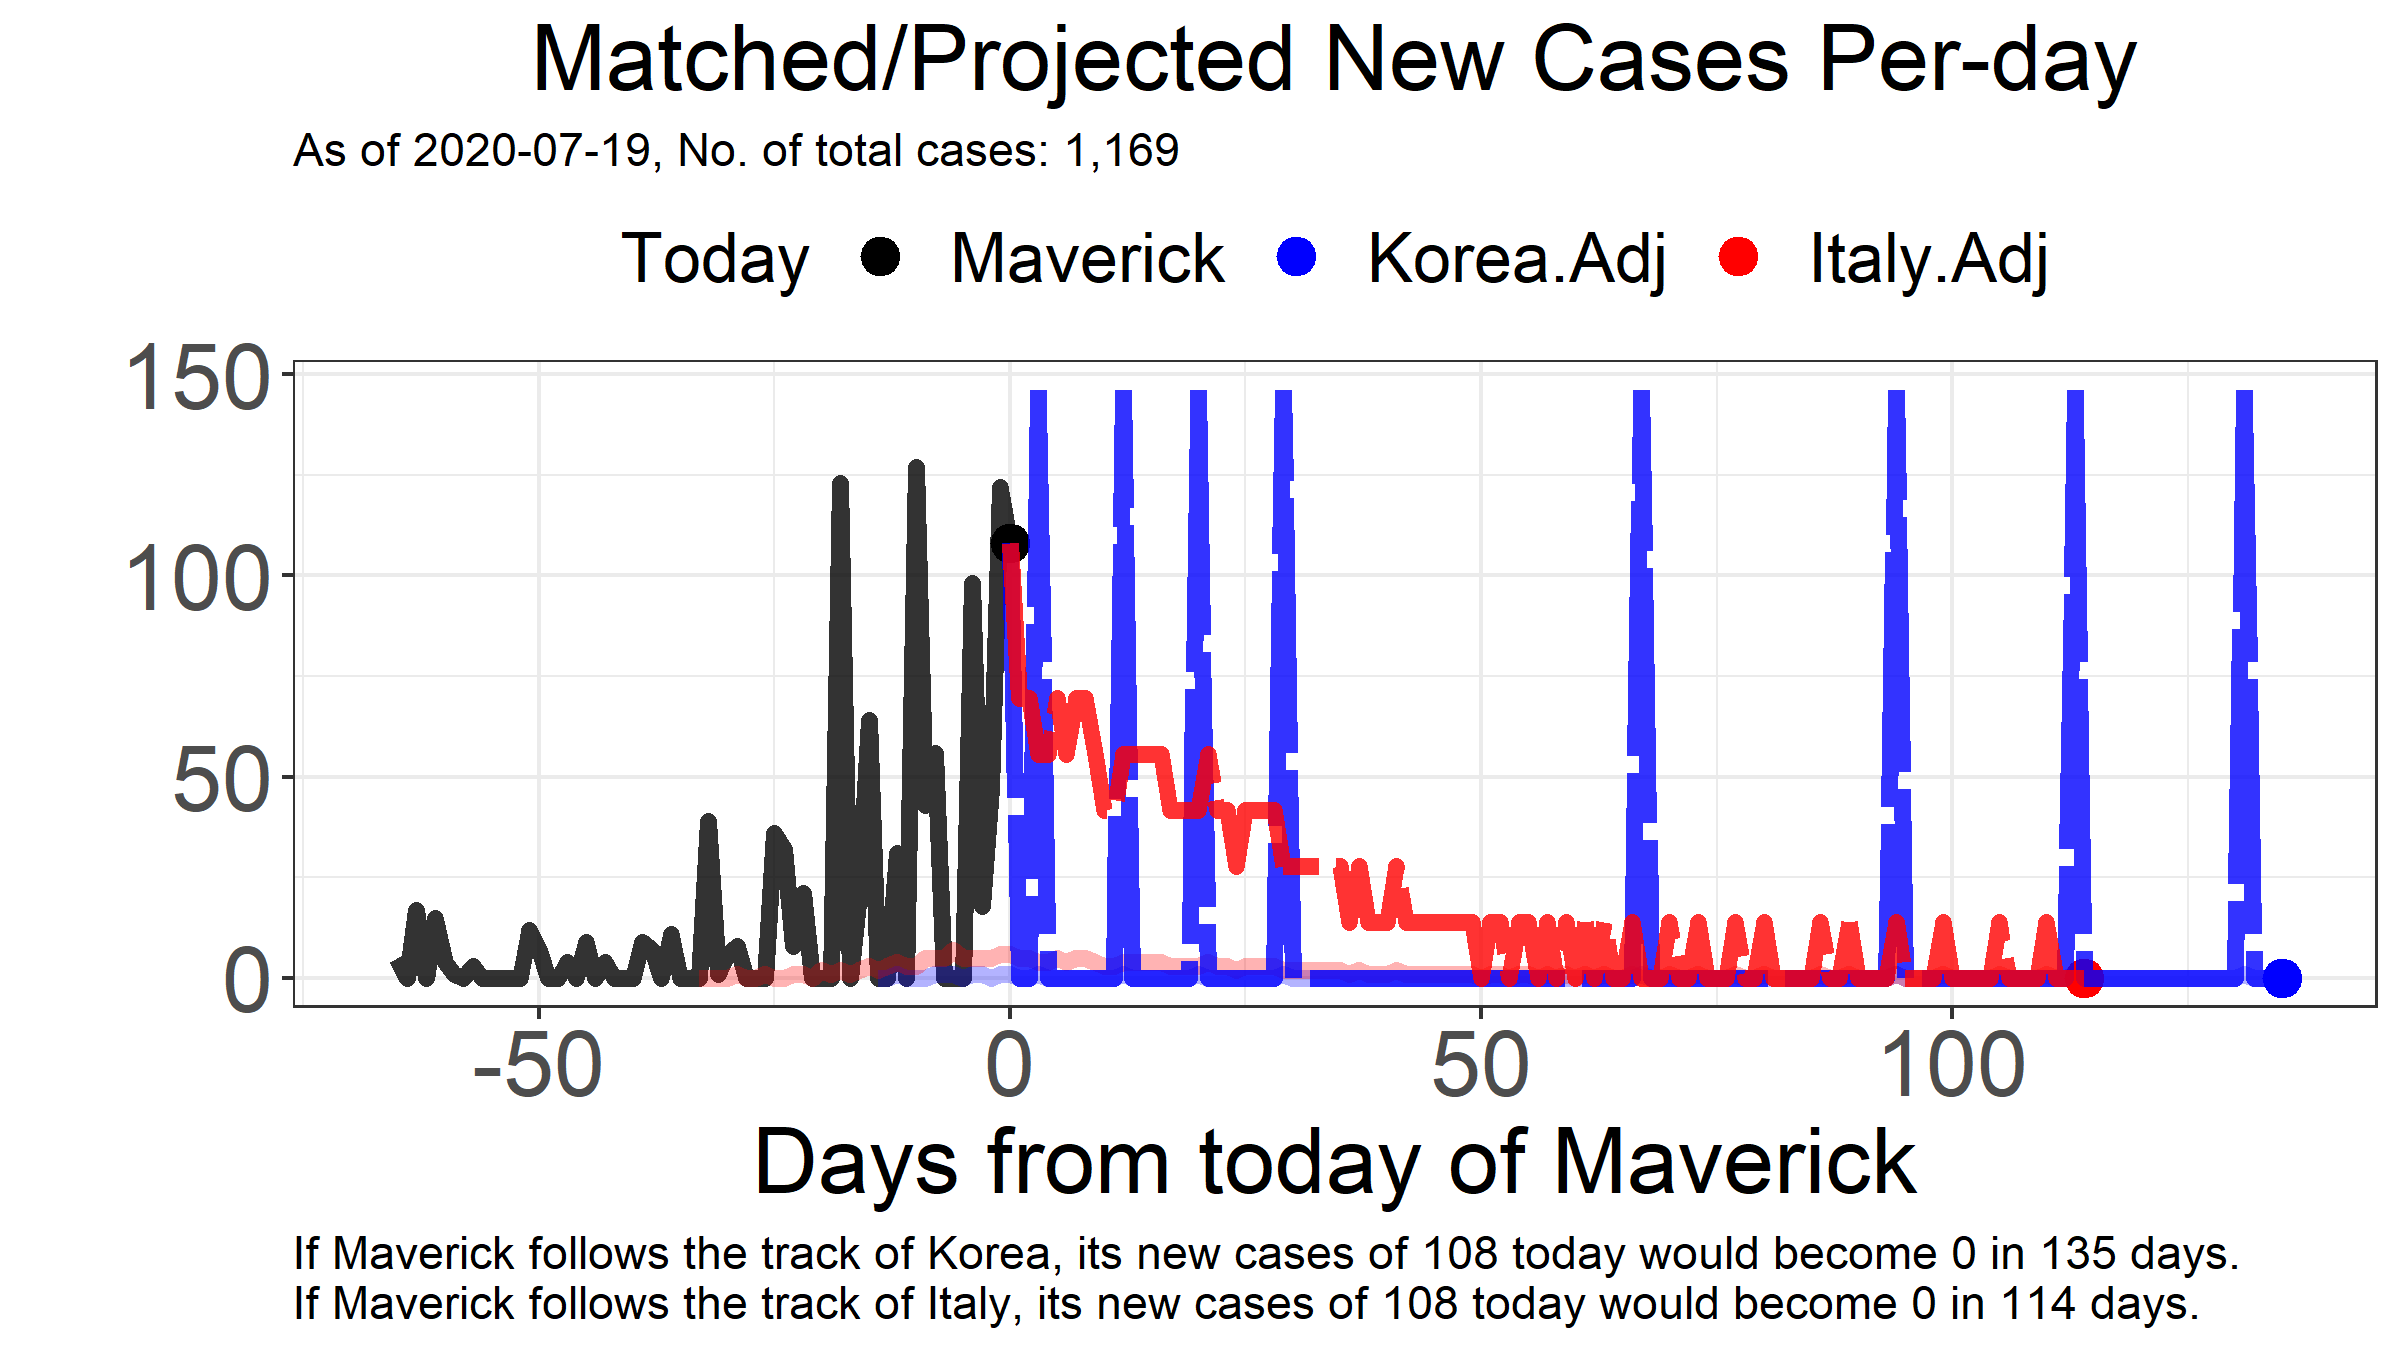 Matched/Projected New Cases Per-day
As of 2020-07-19, No. of total cases: 1,169
Today Maverick Korea.Adj Italy.Adj
150
100
50
0
-50 0 50 100
Days from today of Maverick
If Maverick follows the track of Korea, its new cases of 108 today would become 0 in 135 days.
If Maverick follows the track of Italy, its new cases of 108 today would become 0 in 114 days.